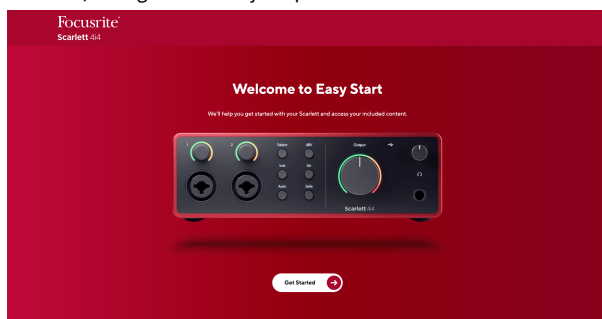 Focusrite®
Scarlett 4i4
Welcome to Easy Start
We'll help you get started with your Scarlett and access your included content.
1
2
Select
48V
Output
Inst
Air
Auto
Safe
Scarlett 4i4
Get Started